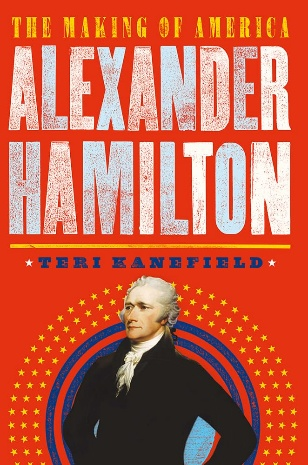 THE MAKING OF AMERICA
ALEXANDER
HAMILTON
TERI KANEFIELD